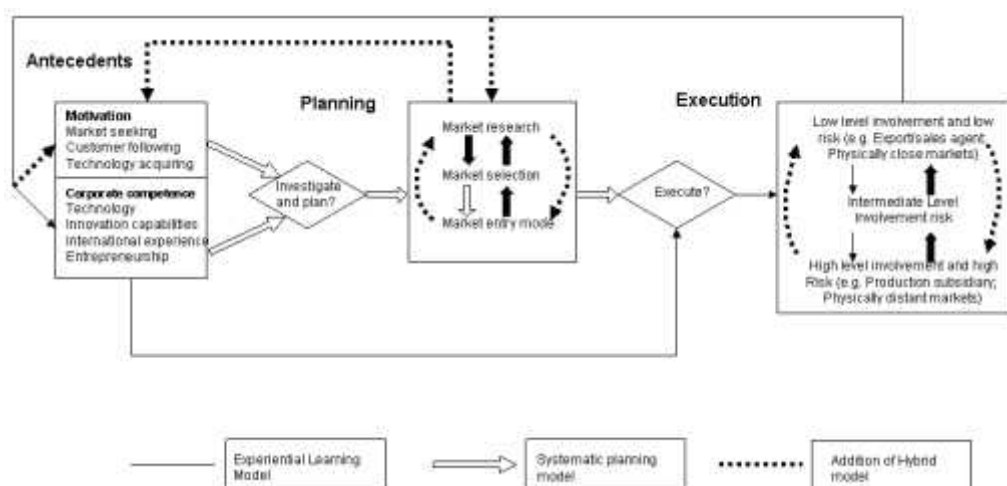 Antecedents
Planning
Execution
Motivation
Market seeking
Customer following
Technology acquiring
Corporate competence
Technology
Innovation capabilities
International experience
Entrepreneurship
Investigate
and plan?
Market research
Market selection
Market entry mode
Execute?
Low level involvement and low
risk (e.g. Export/sales agent;
Physically close markets)
Intermediate Level
Involvement risk
High level involvement and high
Risk (e.g. Production subsidiary;
Physically distant markets)
Experiential Learning
Model
Systematic planning
model
Addition of Hybrid
model